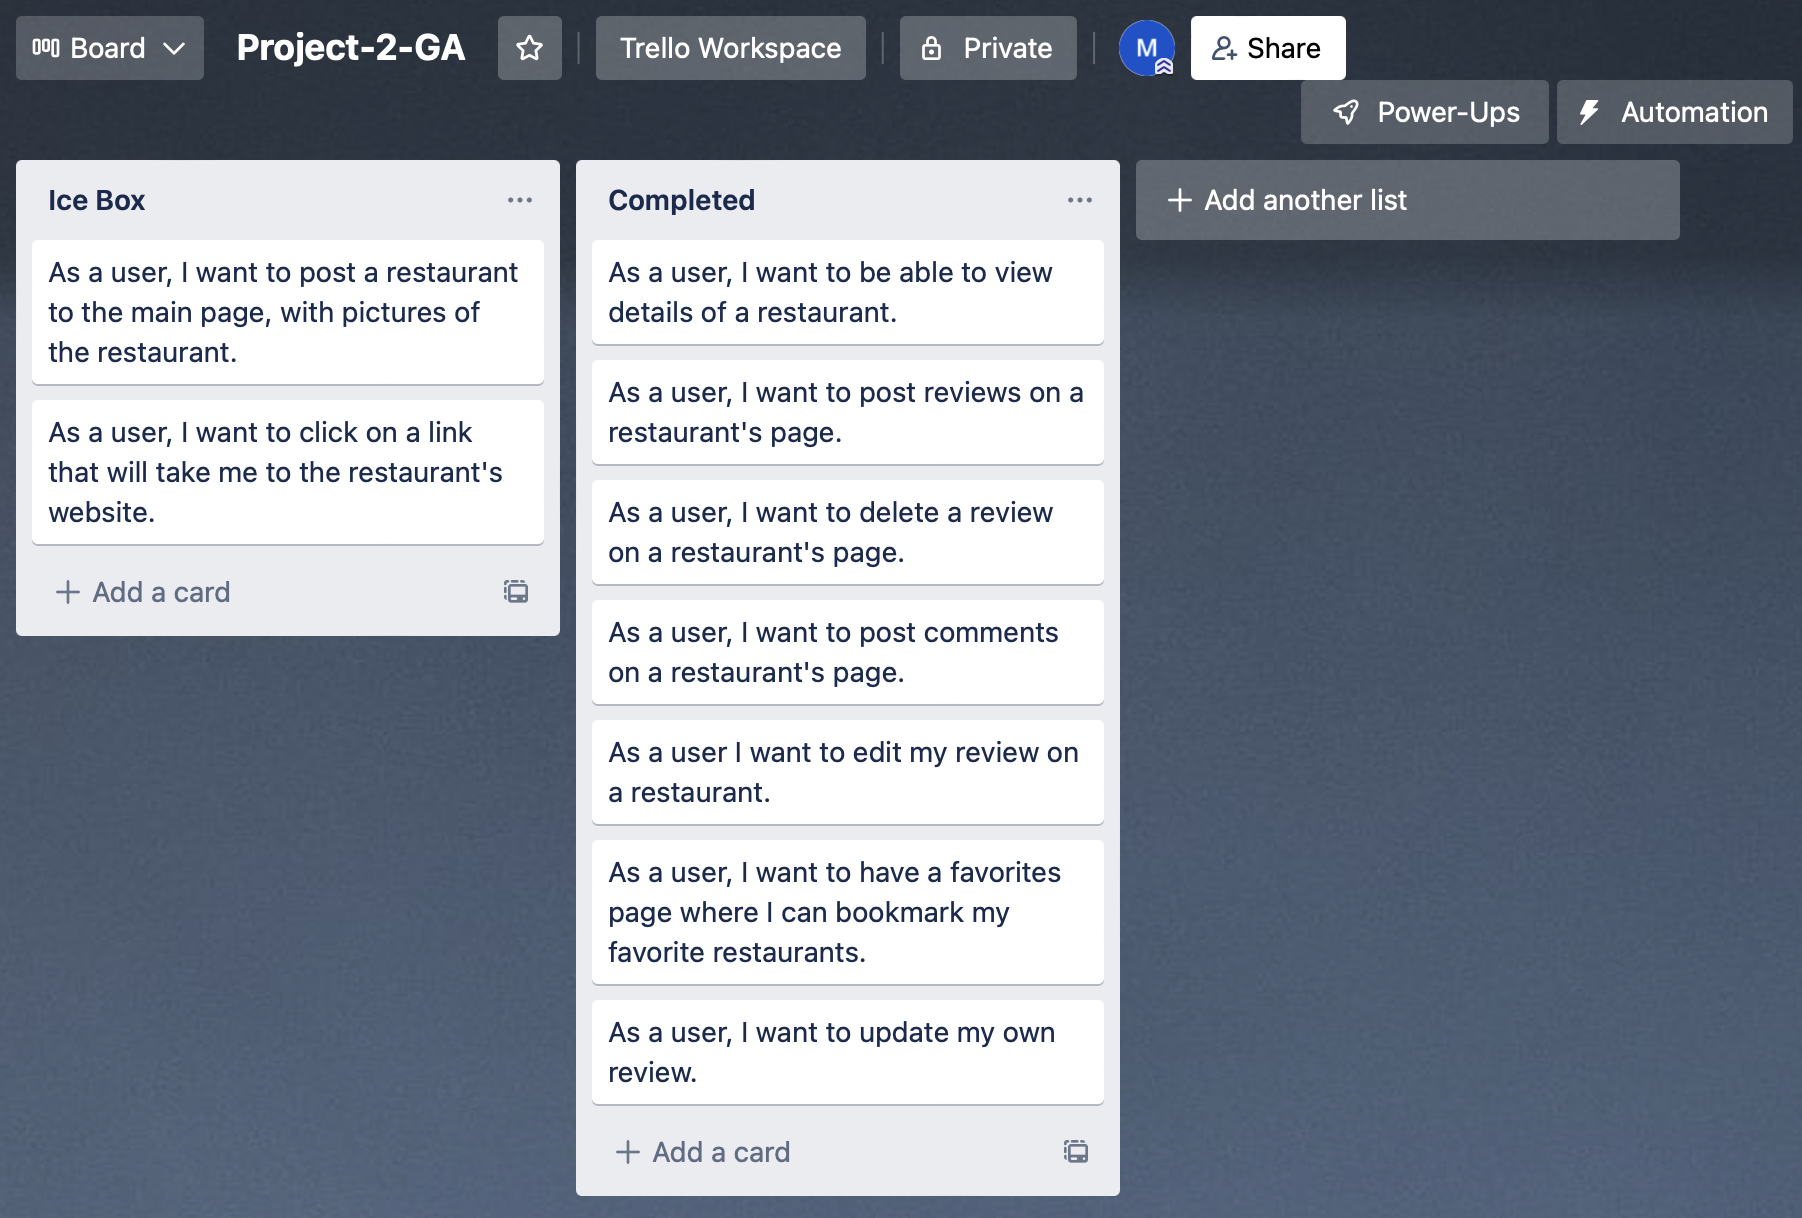 Board
Project-2-GA
Trello Workspace
Private
M
Share
Power-Ups
Automation
Ice Box
As a user, I want to post a restaurant
to the main page, with pictures of
the restaurant.
As a user, I want to click on a link
that will take me to the restaurant's
website.
Add a card
Completed
As a user, I want to be able to view
details of a restaurant.
As a user, I want to post reviews on a
restaurant's page.
As a user, I want to delete a review
on a restaurant's page.
As a user, I want to post comments
on a restaurant's page.
As a user I want to edit my review on
a restaurant.
As a user, I want to have a favorites
page where I can bookmark my
favorite restaurants.
As a user, I want to update my own
review.
Add a card
Add another list